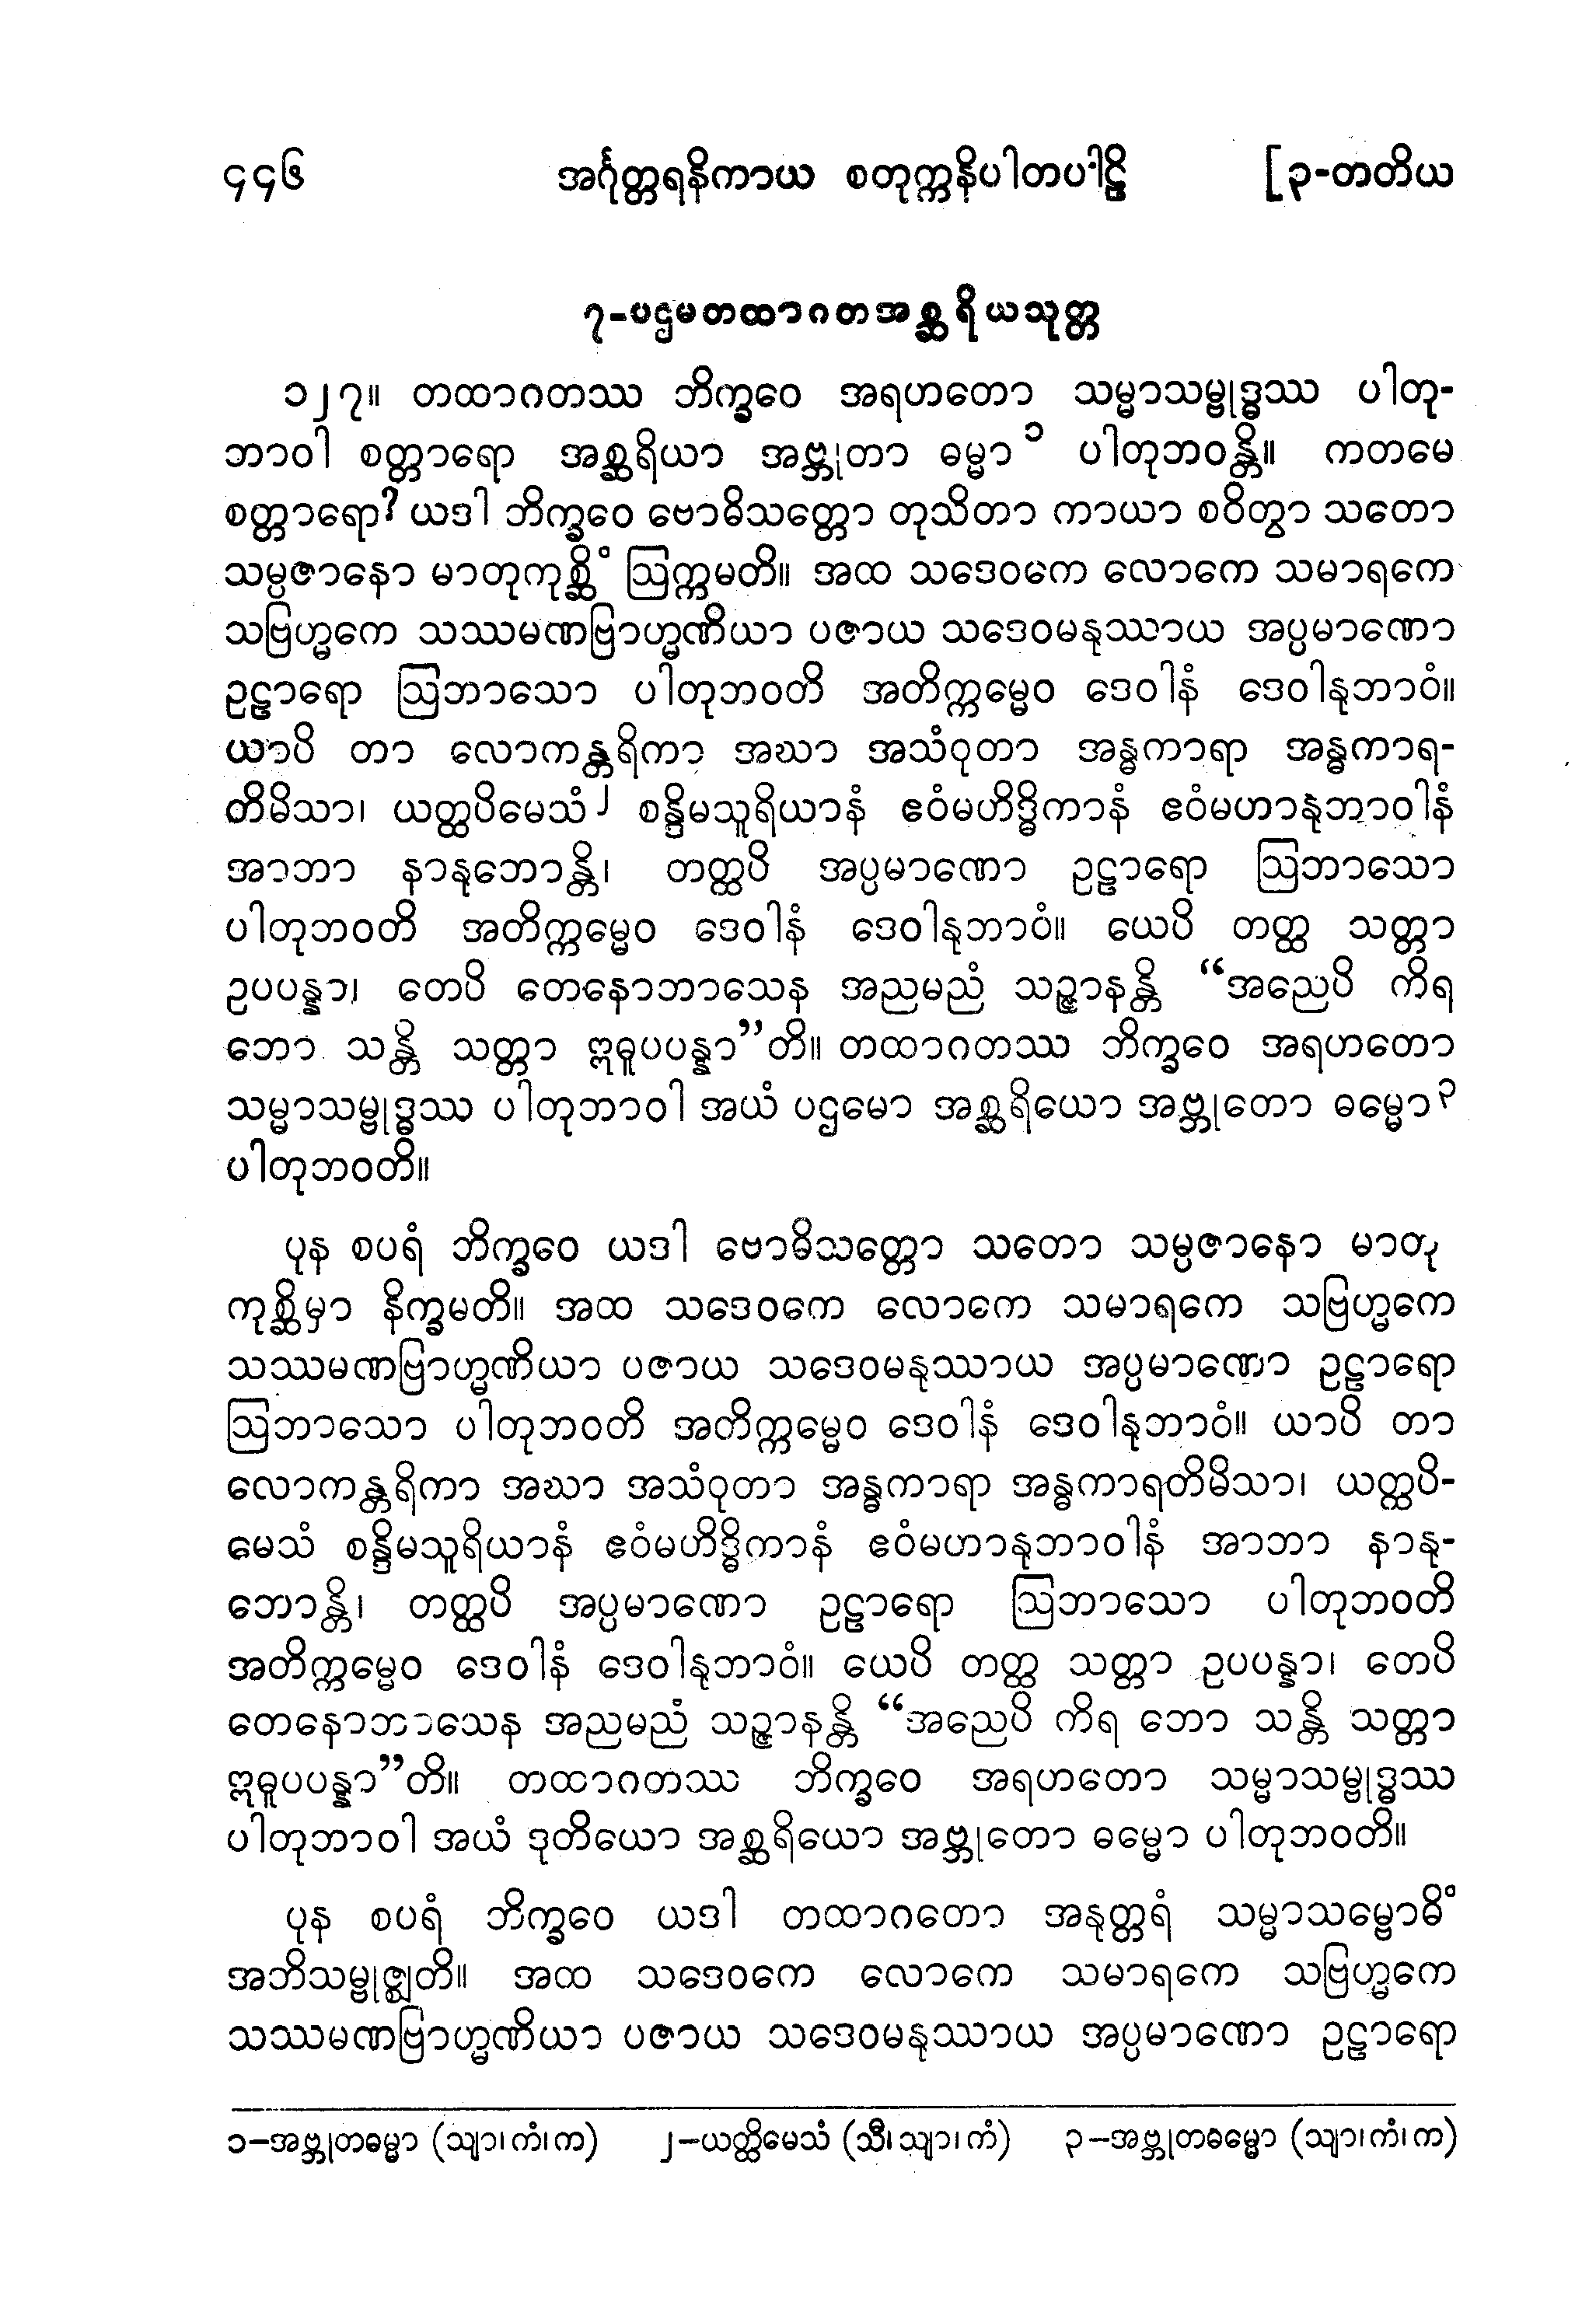 ၄၄၆ အင်္ဂုတ္တရနိကာယ စတုက္ကနိပါတပါဠိ [၃-တတိယ
၇-ပဌမတထာဂတအစ္ဆရိယသုတ္တ
၁၂၇။ တထာဂတဿ ဘိက္ခဝေ အရဟတော သမ္မာသမ္ဗုဒ္ဓဿ ပါတု-
ဘာဝါ စတ္တာရော အစ္ဆရိယာ အဗ္ဘုတာ ဓမ္မာ ၁ ပါတုဘဝန္တိ။ ကတမေ
စတ္တာရော? ယဒါ ဘိက္ခဝေ ဗောဓိသတ္တော တုသိတာ ကာယာ စဝိတွာ သတော
သမ္ပဇာနော မာတုကုစ္ဆိံ ဩက္ကမတိ။ အထ သဒေဝကေ လောကေ သမာရကေ
သဗြဟ္မကေ သဿမဏဗြာဟ္မဏိယာ ပဇာယ သဒေဝမနုဿာယ အပ္ပမာဏော
ဥဠာရော ဩဘာသော ပါတုဘဝတိ အတိက္ကမ္မေဝ ဒေဝါနံ ဒေဝါနုဘာဝံ။
ယာပိ တာ လောကန္တရိကာ အဃာ အသံဝုတာ အန္ဓကာရာ အန္ဓကာရ-
တိမိသာ၊ ယတ္ထပိမေသံ ၂ စန္ဒိမသူရိယာနံ ဧဝံမဟိဒ္ဓိကာနံ ဧဝံမဟာနုဘာဝါနံ
အာဘာ နာနုဘောန္တိ၊ တတ္ထပိ အပ္ပမာဏော ဥဠာရော ဩဘာသော
ပါတုဘဝတိ အတိက္ကမ္မေဝ ဒေဝါနံ ဒေဝါနုဘာဝံ။ ယေပိ တတ္ထ သတ္တာ
ဥပပန္နာ၊ တေပိ တေနောဘာသေန အညမညံ သဉ္ဇာနန္တိ “အညေပိ ကိရ
ဘော သန္တိ သတ္တာ ဣဓူပပန္နာ”တိ။ တထာဂတဿ ဘိက္ခဝေ အရဟတော
သမ္မာသမ္ဗုဒ္ဓဿ ပါတုဘာဝါ အယံ ပဌမော အစ္ဆရိယော အဗ္ဘုတော ဓမ္မော ၃
ပါတုဘဝတိ။
ပုန စပရံ ဘိက္ခဝေ ယဒါ ဗောဓိသတ္တော သတော သမ္ပဇာနော မာတု
ကုစ္ဆိမှာ နိက္ခမတိ။ အထ သဒေဝကေ လောကေ သမာရကေ သဗြဟ္မကေ
သဿမဏဗြာဟ္မဏိယာ ပဇာယ သဒေဝမနုဿာယ အပ္ပမာဏော ဥဠာရော
ဩဘာသော ပါတုဘဝတိ အတိက္ကမ္မေဝ ဒေဝါနံ ဒေဝါနုဘာဝံ။ ယာပိ တာ
လောကန္တရိကာ အဃာ အသံဝုတာ အန္ဓကာရာ အန္ဓကာရတိမိသာ၊ ယတ္ထပိ-
မေသံ စန္ဒိမသူရိယာနံ ဧဝံမဟိဒ္ဓိကာနံ ဧဝံမဟာနုဘာဝါနံ အာဘာ နာနု-
ဘောန္တိ၊ တတ္ထပိ အပ္ပမာဏော ဥဠာရော ဩဘာသော ပါတုဘဝတိ
အတိက္ကမ္မေဝ ဒေဝါနံ ဒေဝါနုဘာဝံ။ ယေပိ တတ္ထ သတ္တာ ဥပပန္နာ၊ တေပိ
တေနောဘာသေန အညမညံ သဉ္ဇာနန္တိ “အညေပိ ကိရ ဘော သန္တိ သတ္တာ
ဣဓူပပန္နာ”တိ။ တထာဂတဿ ဘိက္ခဝေ အရဟတော သမ္မာသမ္ဗုဒ္ဓဿ
ပါတုဘာဝါ အယံ ဒုတိယော အစ္ဆရိယော အဗ္ဘုတော ဓမ္မော ပါတုဘဝတိ။
ပုန စပရံ ဘိက္ခဝေ ယဒါ တထာဂတော အနုတ္တရံ သမ္မာသမ္ဗောဓိံ
အဘိသမ္ဗုဇ္ဈတိ။ အထ သဒေဝကေ လောကေ သမာရကေ သဗြဟ္မကေ
သဿမဏဗြာဟ္မဏိယာ ပဇာယ သဒေဝမနုဿာယ အပ္ပမာဏော ဥဠာရော
၁–အဗ္ဘုတဓမ္မာ (သျာ၊ကံ၊က) ၂–ယတ္ထိမေသံ (သီ၊သျာ၊ကံ) ၃–အဗ္ဘုတဓမ္မော (သျာ၊ကံ၊က)